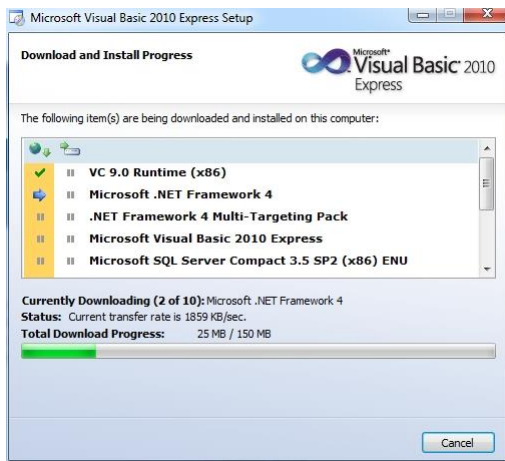 Microsoft Visual Basic 2010 Express Setup
Download and Install Progress
Microsoft®
Visual Basic® 2010
Express
The following item(s) are being downloaded and installed on this computer:
VC 9.0 Runtime (x86)
Microsoft .NET Framework 4
.NET Framework 4 Multi-Targeting Pack
Microsoft Visual Basic 2010 Express
Microsoft SQL Server Compact 3.5 SP2 (x86) ENU
Currently Downloading (2 of 10): Microsoft .NET Framework 4
Status: Current transfer rate is 1859 KB/sec.
Total Download Progress: 25 MB / 150 MB
Cancel